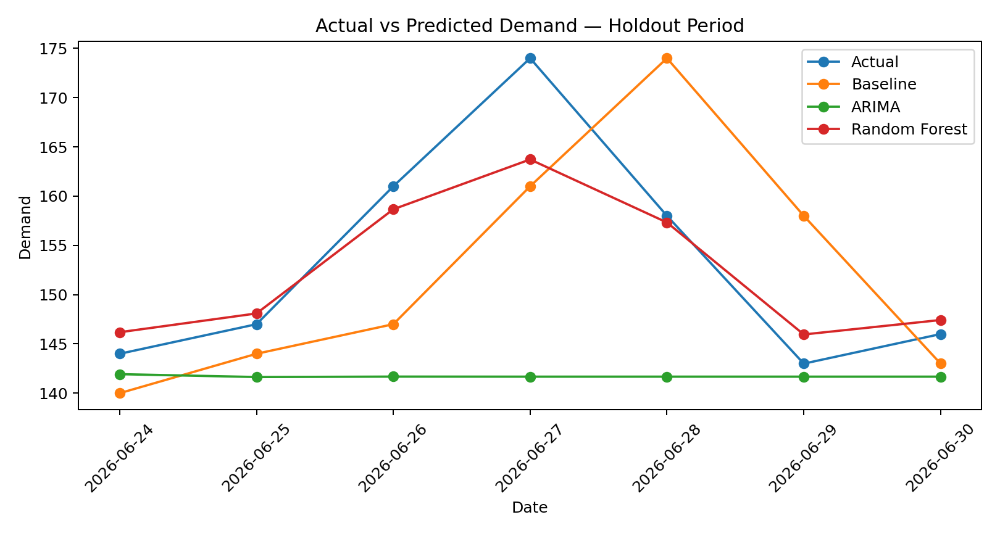 Actual vs Predicted Demand — Holdout Period
Actual
Baseline
ARIMA
Random Forest
Demand
175
170
165
160
155
150
145
140
2026-06-24
2026-06-25
2026-06-26
2026-06-27
2026-06-28
2026-06-29
2026-06-30
Date